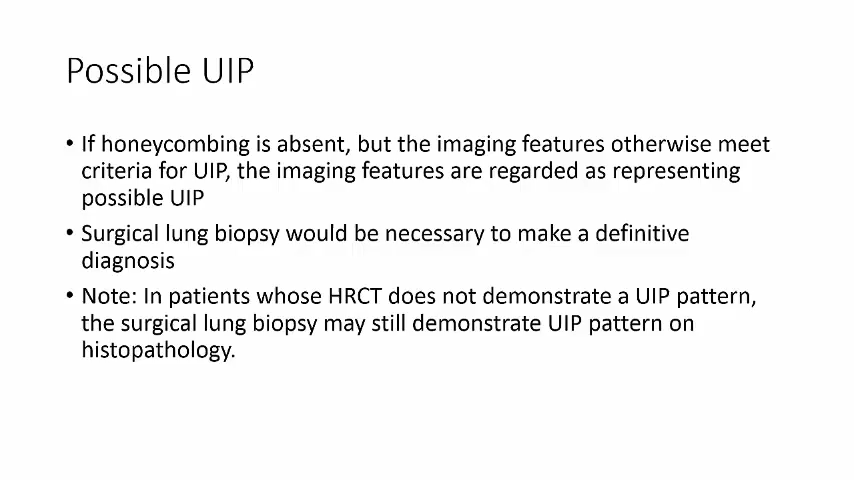 Possible UIP
• If honeycombing is absent, but the imaging features otherwise meet
criteria for UIP, the imaging features are regarded as representing
possible UIP
• Surgical lung biopsy would be necessary to make a definitive
diagnosis
• Note: In patients whose HRCT does not demonstrate a UIP pattern,
the surgical lung biopsy may still demonstrate UIP pattern on
histopathology.